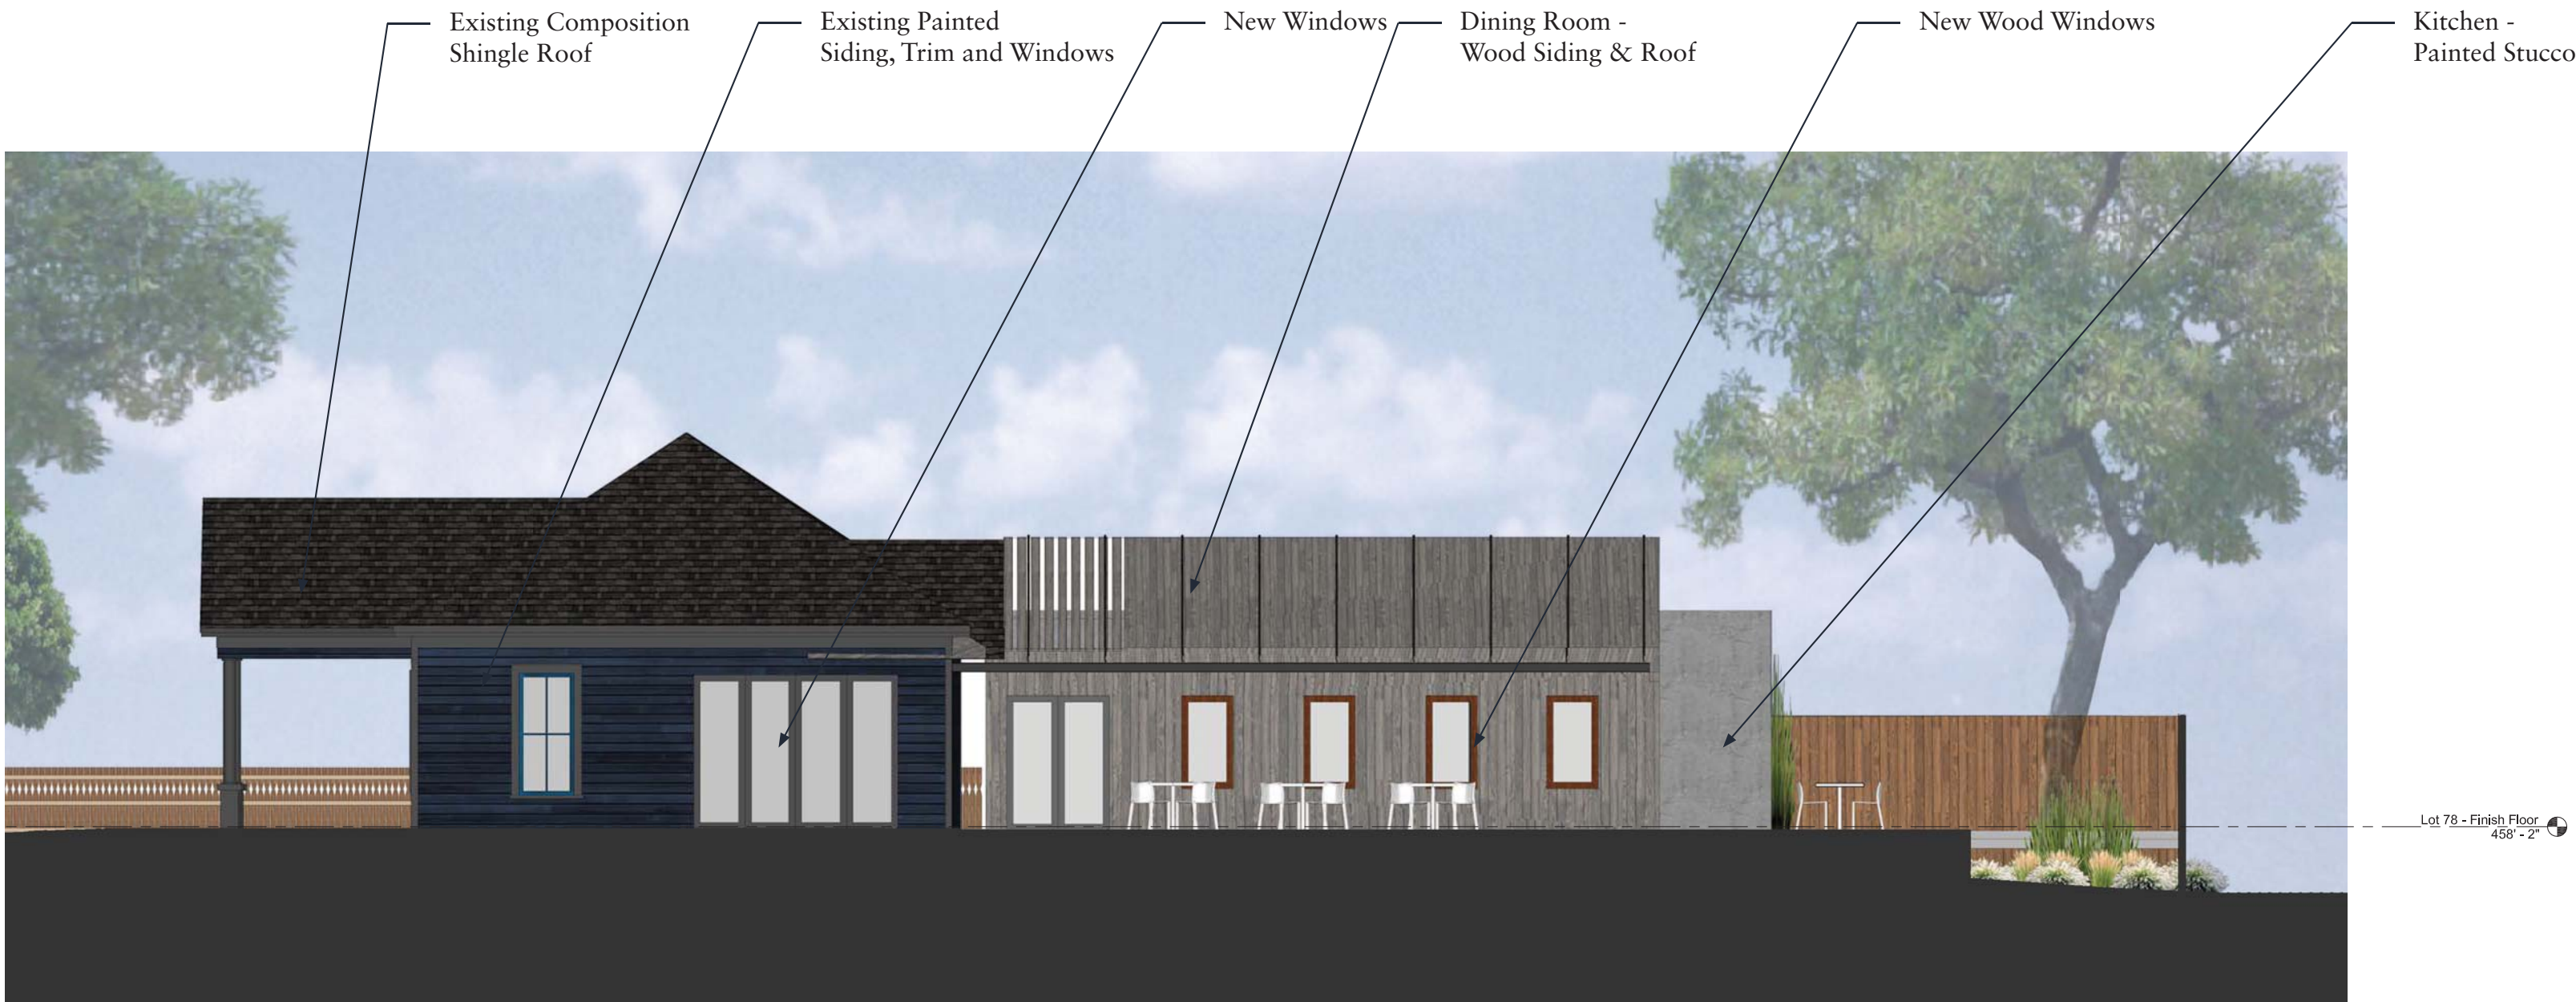 Existing Composition
Shingle Roof
Existing Painted
Siding, Trim and Windows
New Windows
Dining Room -
Wood Siding & Roof
New Wood Windows
Kitchen -
Painted Stucco
Lot 78 - Finish Floor
458' - 2"